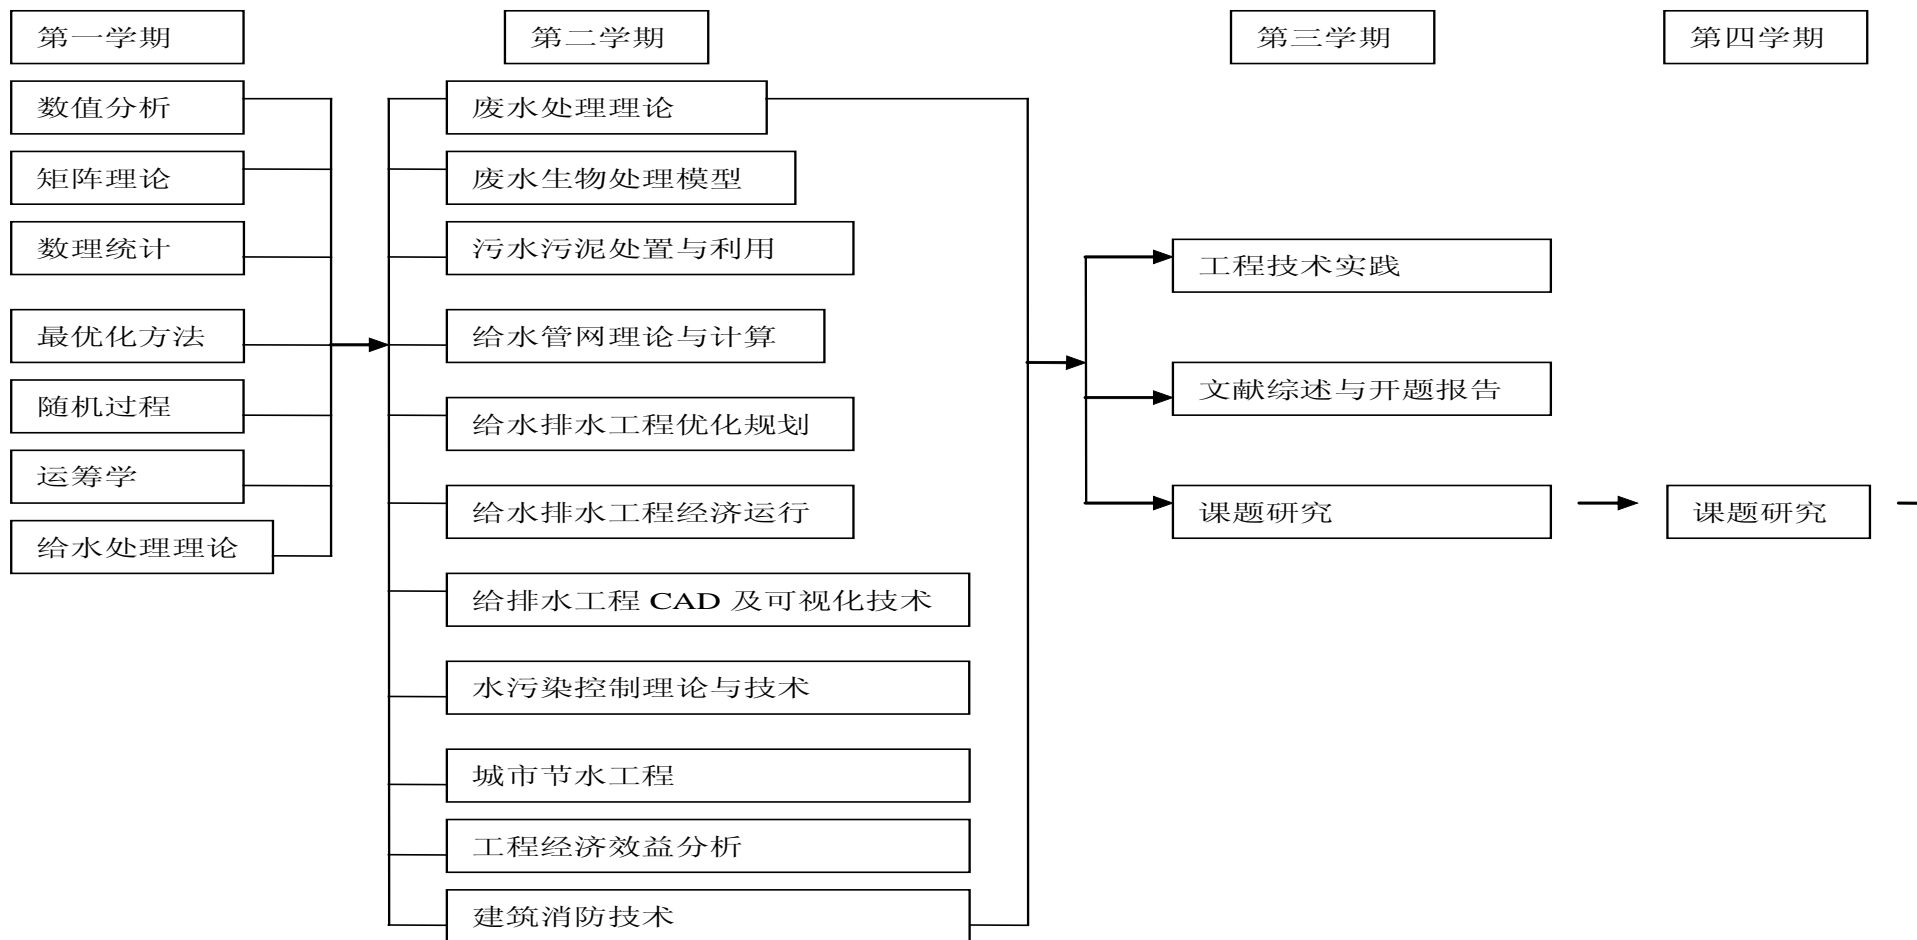 第一学期
第二学期
第三学期
第四学期
数值分析
矩阵理论
数理统计
最优化方法
随机过程
运筹学
给水处理理论
废水处理理论
废水生物处理模型
污水污泥处置与利用
给水管网理论与计算
给水排水工程优化规划
给水排水工程经济运行
给排水工程 CAD 及可视化技术
水污染控制理论与技术
城市节水工程
工程经济效益分析
建筑消防技术
工程技术实践
文献综述与开题报告
课题研究
课题研究